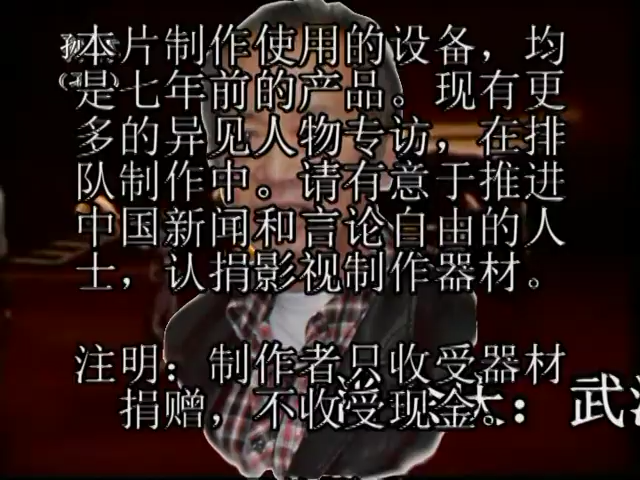 本片制作使用的设备，均
是七年前的产品。现有更
多的异见人物专访，在排
队制作中。请有意于推进
中国新闻和言论自由的人
士，认捐影视制作器材。
注明：制作者只收受器材
捐赠，不收受现金。
：武